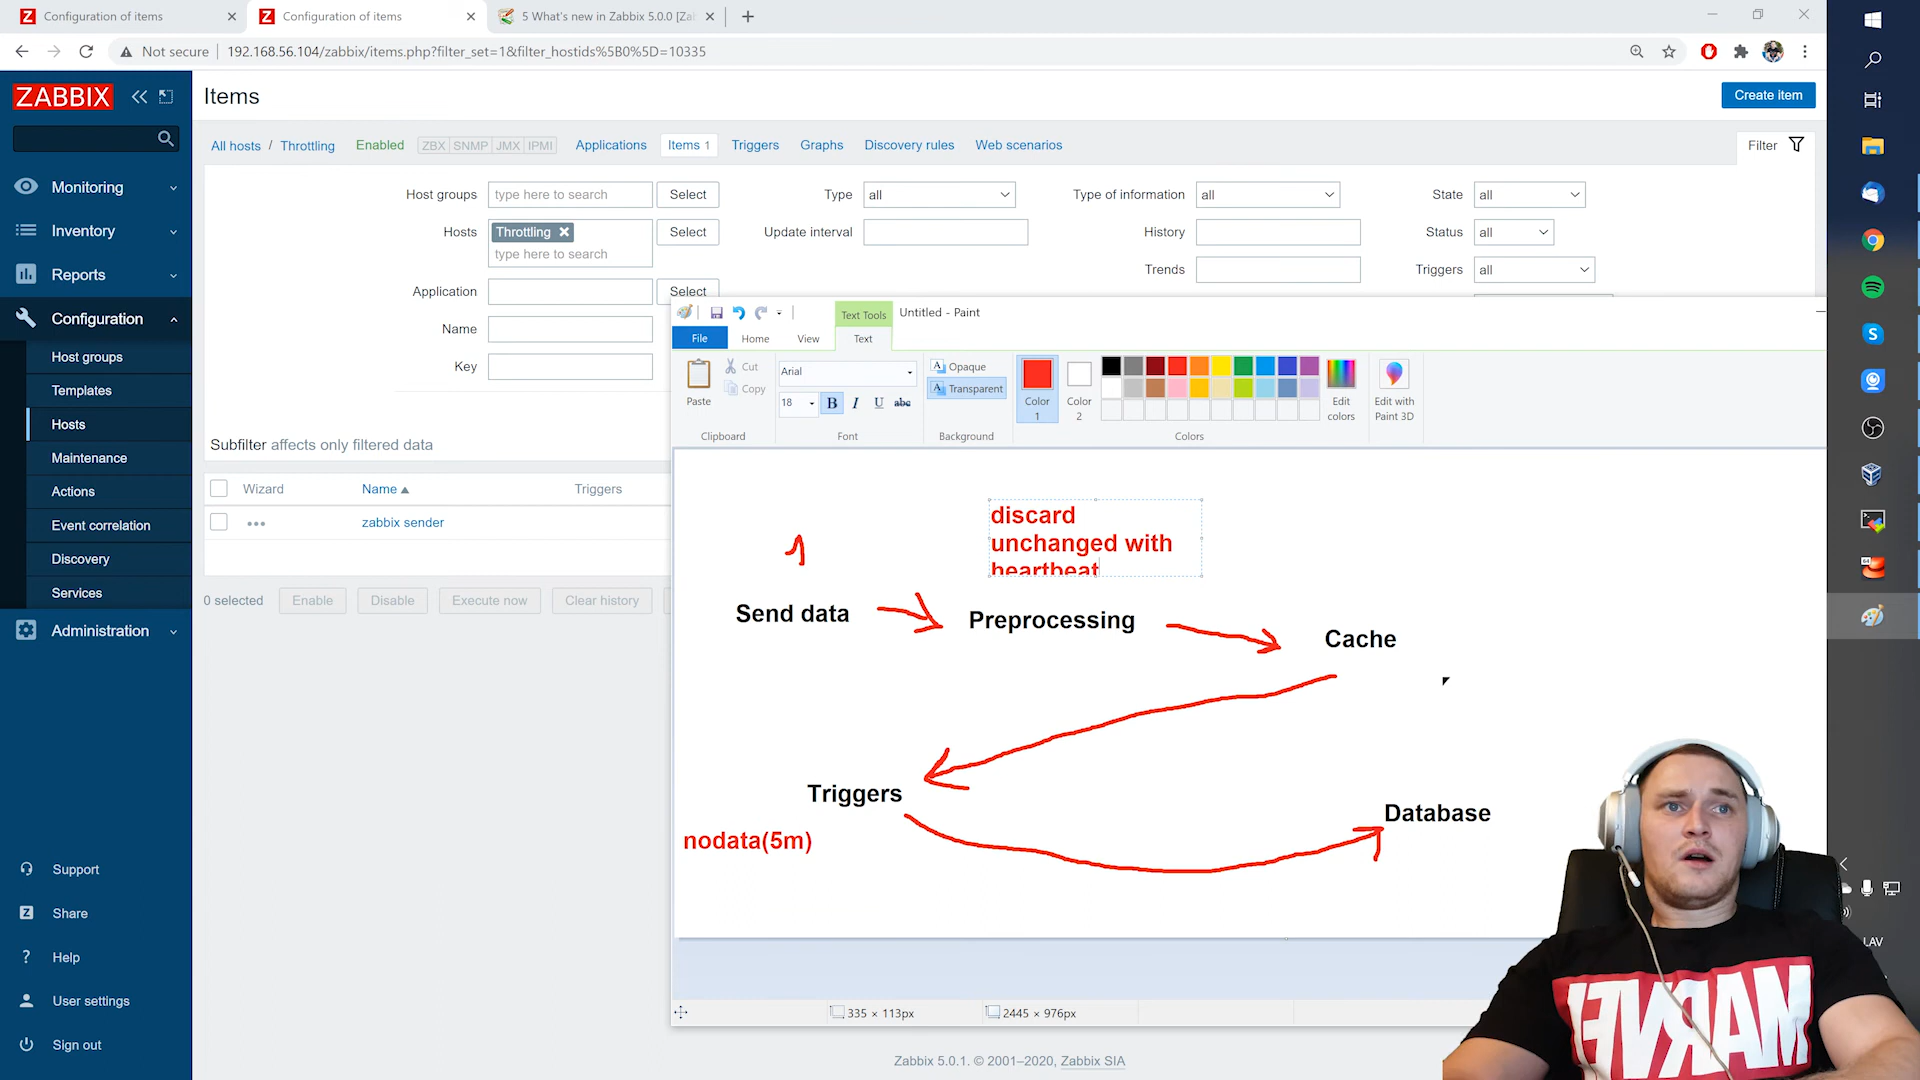 Configuration of items
Configuration of items
5 What's new in Zabbix 5.0.0 [Za
Not secure
192.168.56.104/zabbix/items.php?filter_set=1&filter_hostids%5B0%5D=10335
ZABBIX
Items
Create item
All hosts / Throttling Enabled ZBX SNMP JMX IPMI Applications Items 1 Triggers Graphs Discovery rules Web scenarios
Filter
Monitoring
Inventory
Reports
Configuration
Host groups
Templates
Hosts
Maintenance
Actions
Event correlation
Discovery
Services
Administration
Support
Share
Help
User settings
Sign out
Host groups type here to search Select
Type all
Type of information all
State all
Hosts Throttling
type here to search
Select
Update interval
History
Status all
Trends
Triggers all
Application Select
Name
Key
Subfilter affects only filtered data
Wizard Name Triggers
zabbix sender
0 selected Enable Disable Execute now Clear history
Text Tools
Untitled - Paint
File Home View Text
Paste
Cut
Copy
Clipboard
Arial
18
B I U abc
Font
Opaque
Transparent
Background
Color
1
Color
2
Colors
Edit
colors
Edit with
Paint 3D
discard
unchanged with
heartbeat
1
Send data
Preprocessing
Cache
Triggers
nodata(5m)
Database
335 × 113px
2445 × 976px
Zabbix 5.0.1. © 2001–2020, Zabbix SIA
64
LAV
MARVEL